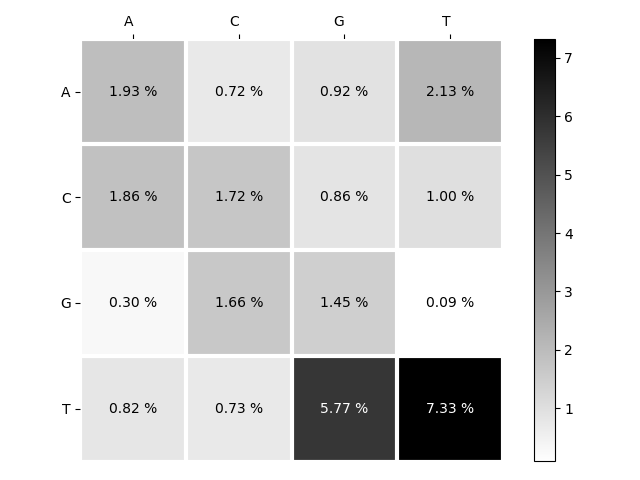 A C G T
A 1.93 % 0.72 % 0.92 % 2.13 %
C 1.86 % 1.72 % 0.86 % 1.00 %
G 0.30 % 1.66 % 1.45 % 0.09 %
T 0.82 % 0.73 % 5.77 % 7.33 %
7
6
5
4
3
2
1